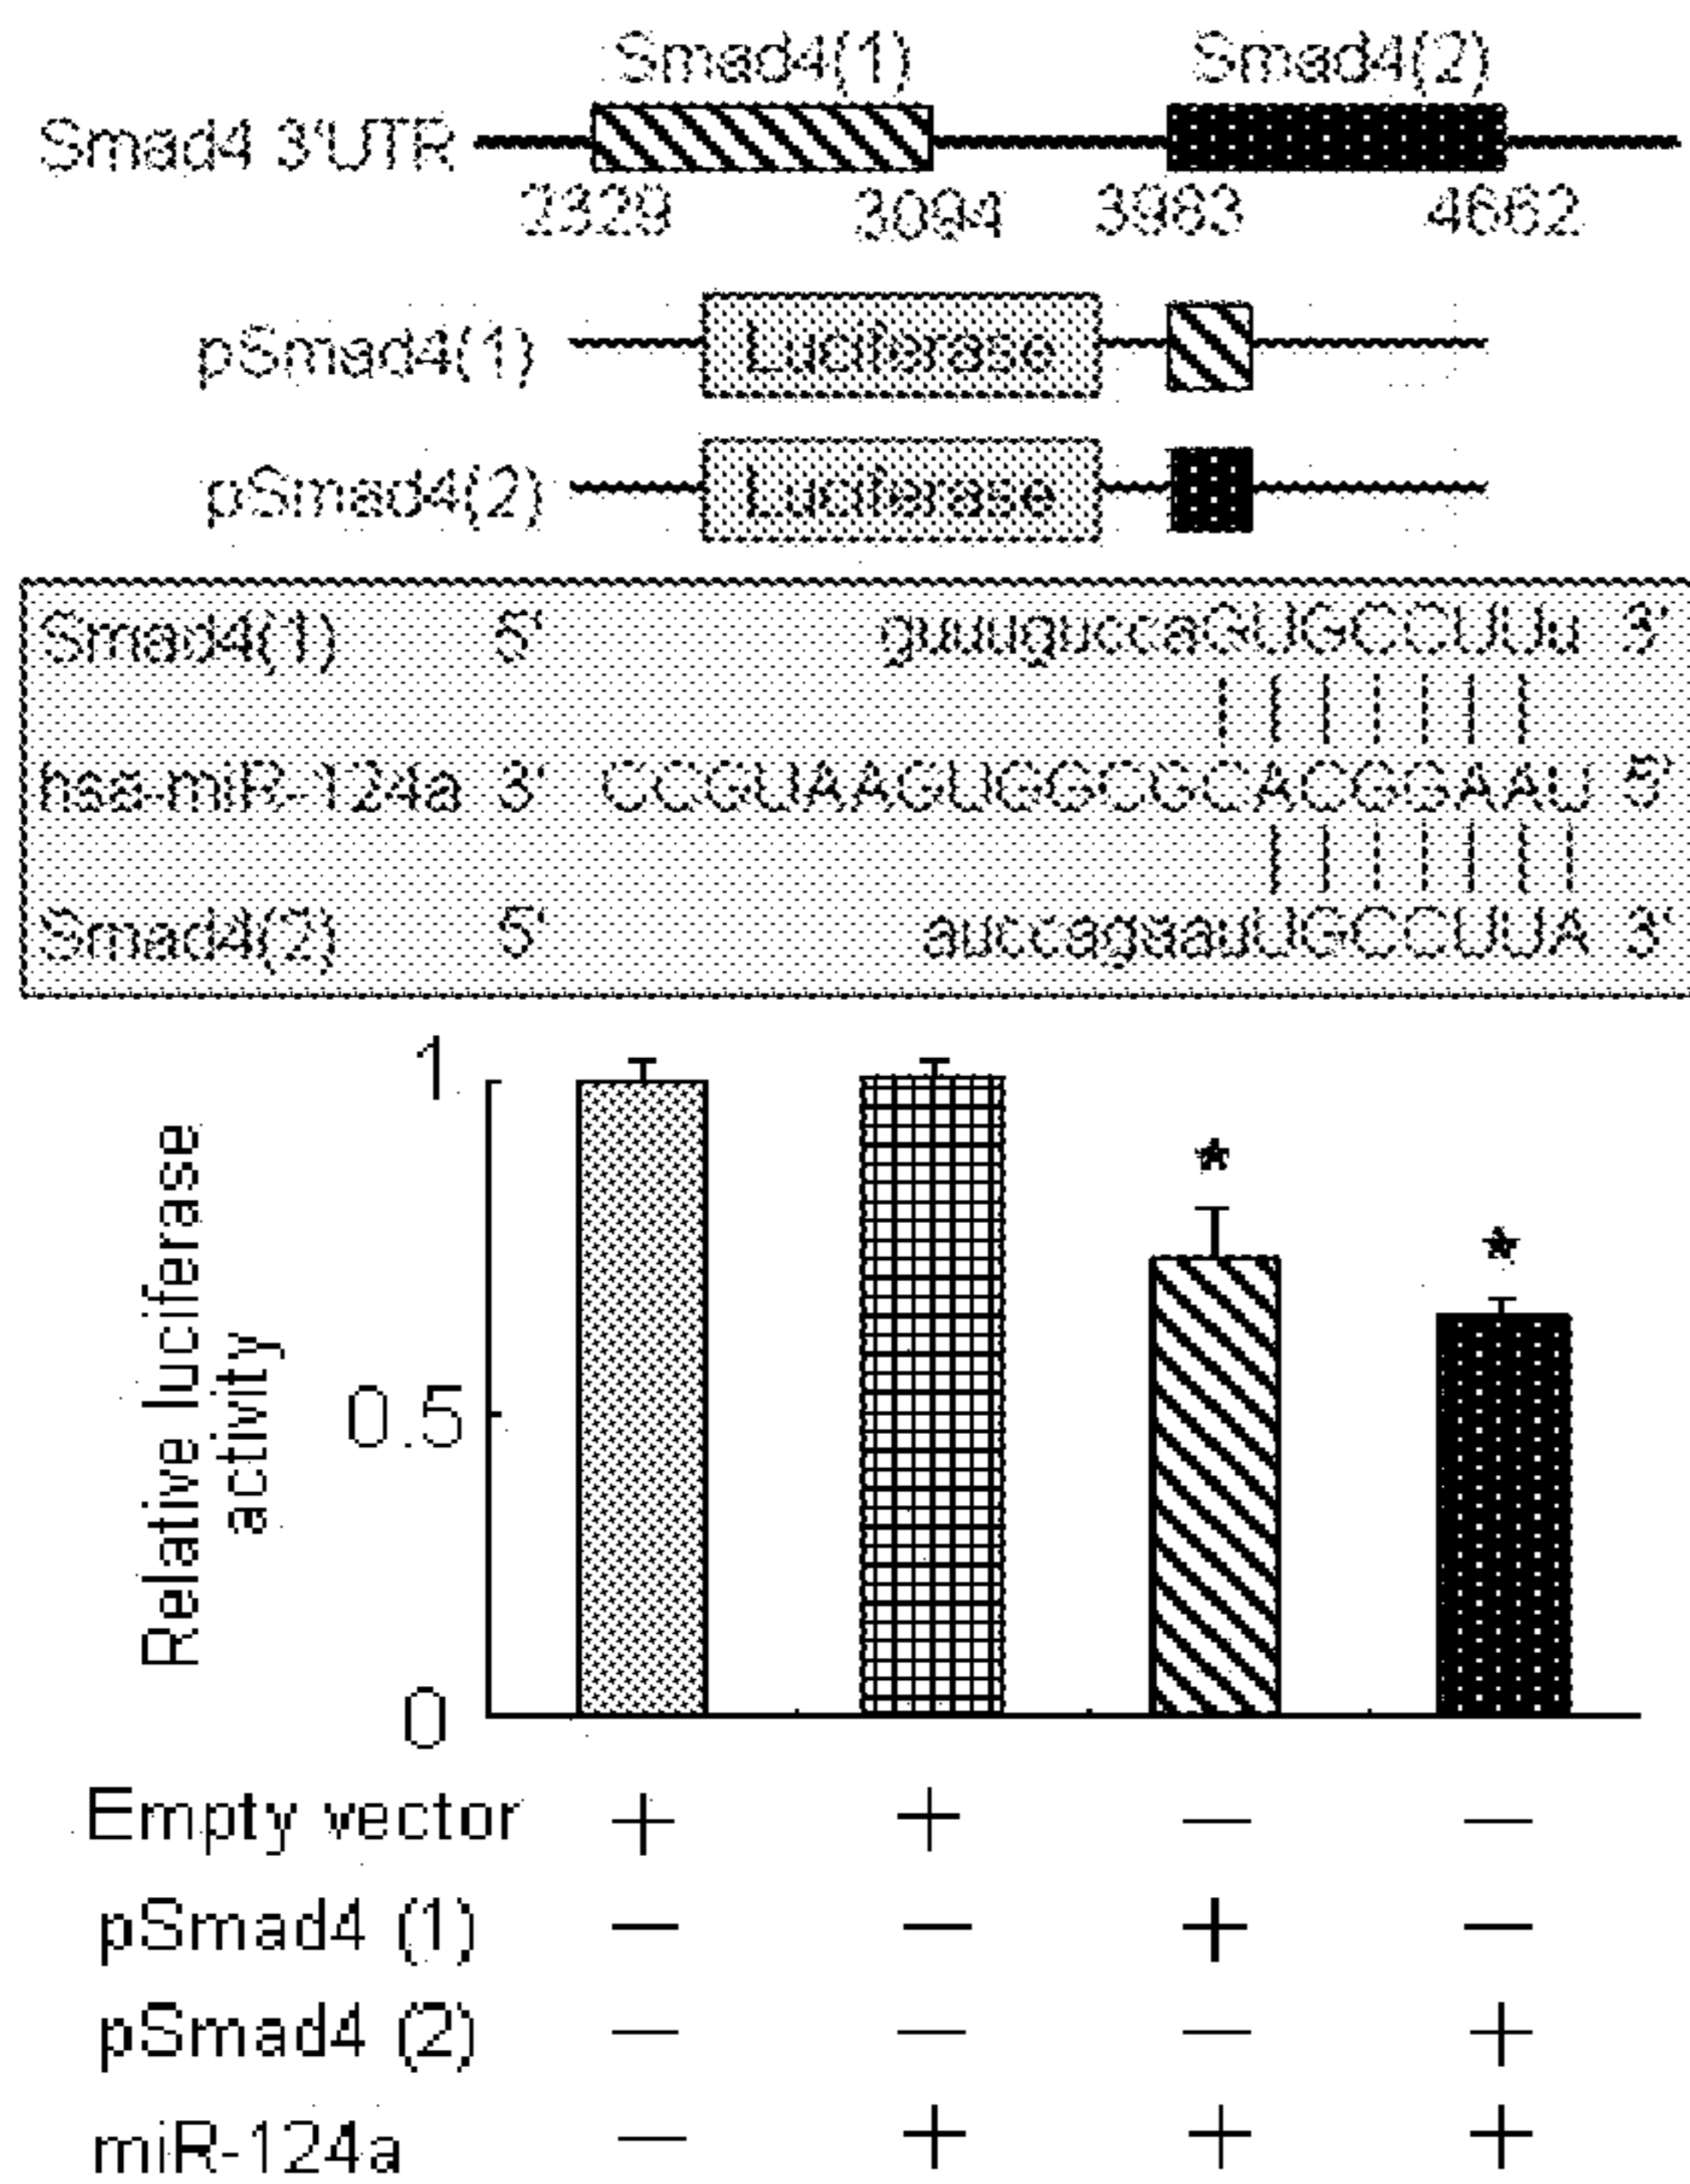 Smad4(1) Smad4(2)
Smad4 3'UTR
2329 3094 3983 4662
pSmad4(1) Luciferase
pSmad4(2) Luciferase
Smad4(1) 5' guuuguccaGUGCCUUu 3'
hsa-miR-124a 3' CCGUAAGUGGCGCACGGAAU 5'
Smad4(2) 5' auccagaauUGCCUUA 3'
1
0.5
0
Relative luciferase
activity
* *
Empty vector + + − −
pSmad4 (1) − − + −
pSmad4 (2) − − − +
miR-124a − + + +